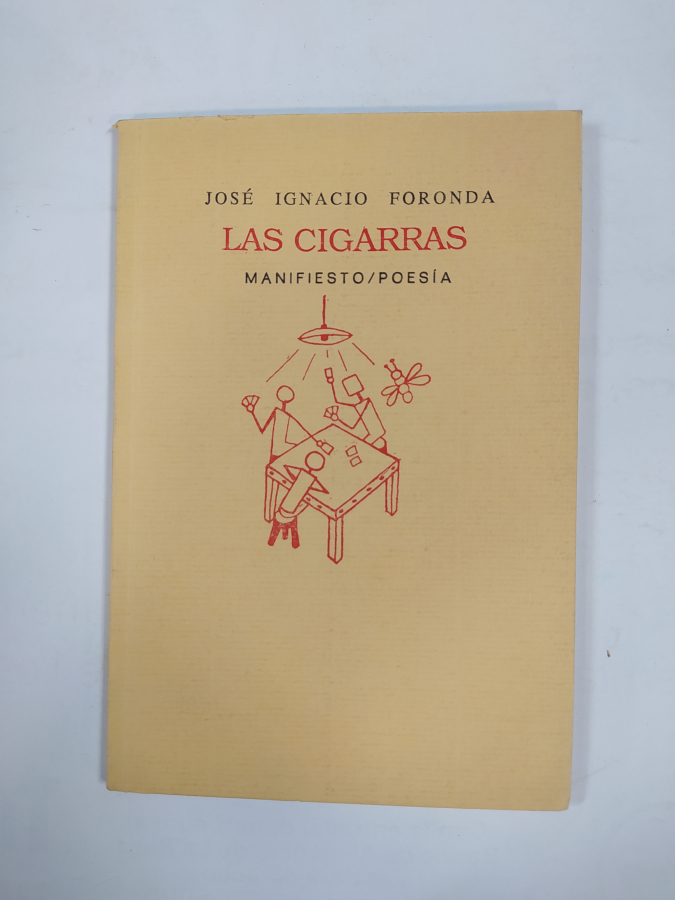 JOSÉ IGNACIO FORONDA
LAS CIGARRAS
MANIFIESTO/POESÍA